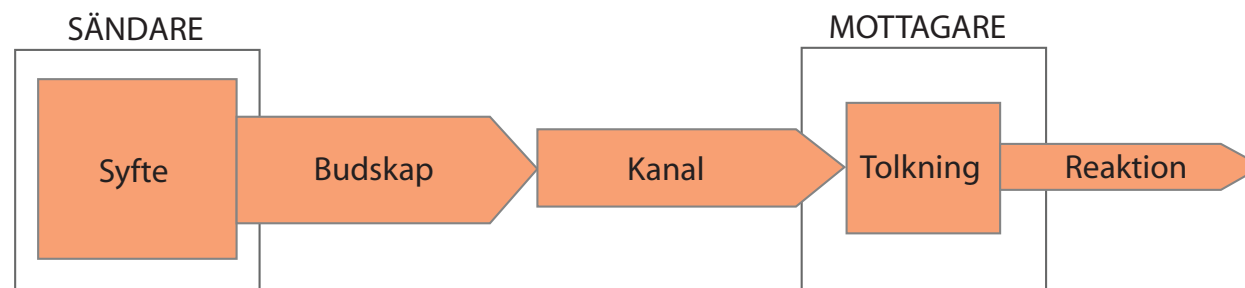 SÄNDARE
MOTTAGARE
Syfte
Budskap
Kanal
Tolkning
Reaktion